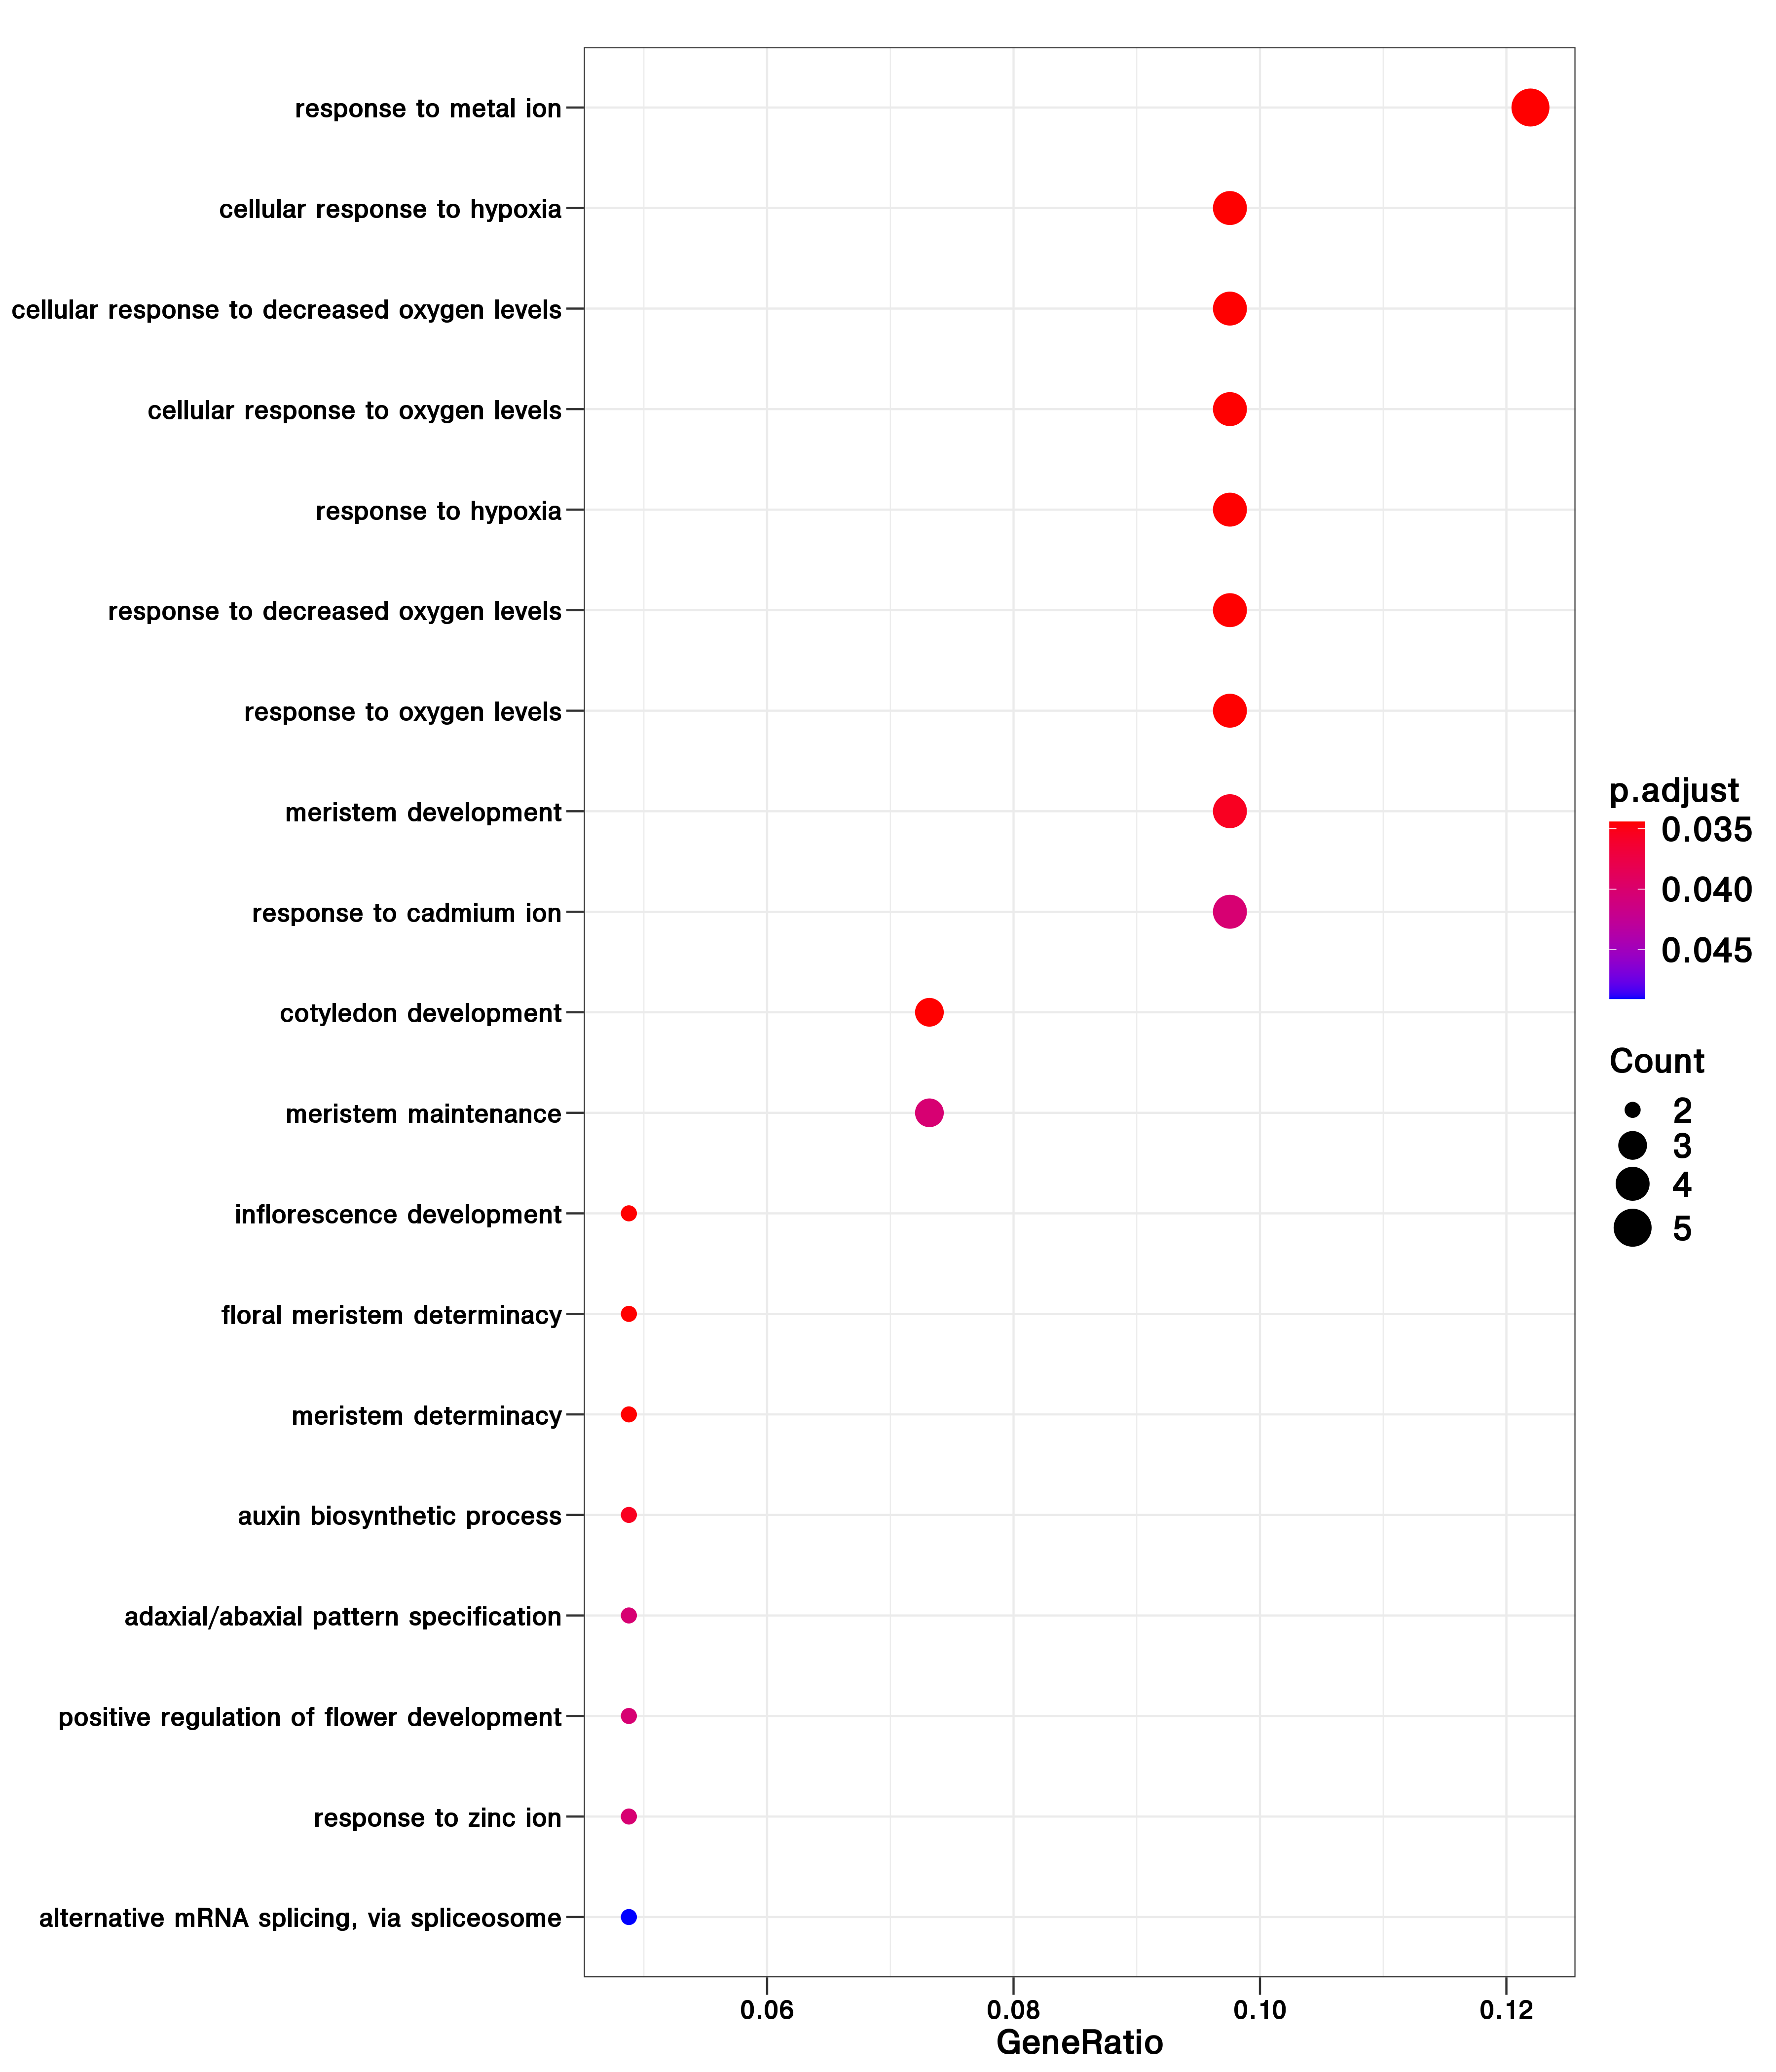 response to metal ion
cellular response to hypoxia
cellular response to decreased oxygen levels
cellular response to oxygen levels
response to hypoxia
response to decreased oxygen levels
response to oxygen levels
meristem development
response to cadmium ion
cotyledon development
meristem maintenance
inflorescence development
floral meristem determinacy
meristem determinacy
auxin biosynthetic process
adaxial/abaxial pattern specification
positive regulation of flower development
response to zinc ion
alternative mRNA splicing, via spliceosome
0.06 0.08 0.10 0.12
GeneRatio
p.adjust
0.035
0.040
0.045
Count
2
3
4
5